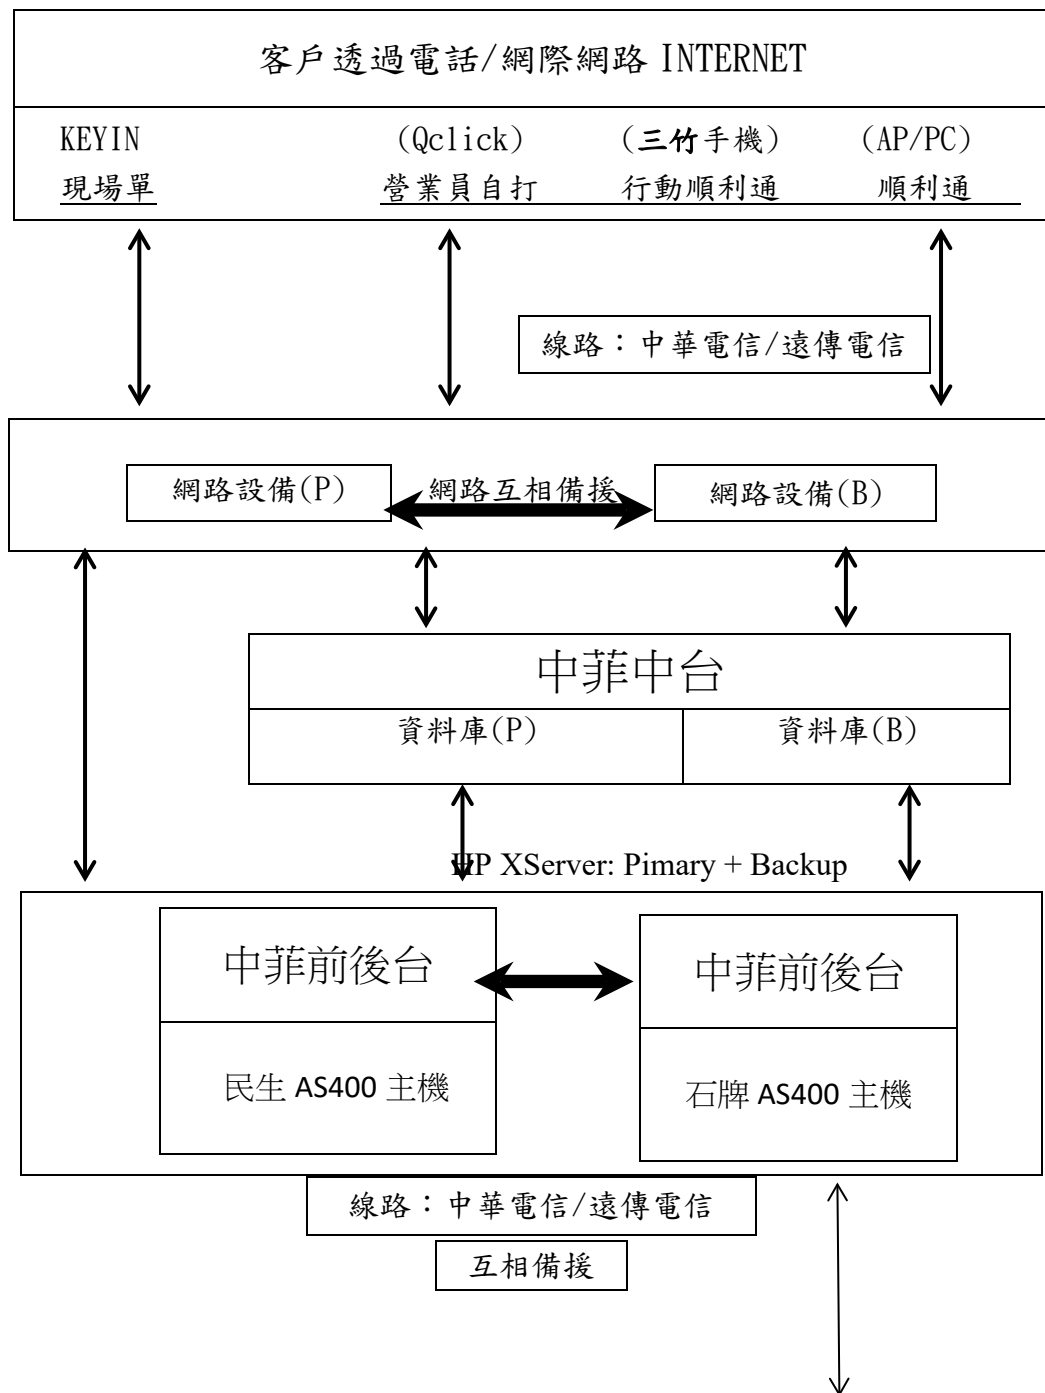 客戶透過電話/網際網路 INTERNET
KEYIN (Qclick) (三竹手機) (AP/PC)
現場單 營業員自打 行動順利通 順利通
線路：中華電信/遠傳電信
網路設備(P) 網路互相備援 網路設備(B)
中菲中台
資料庫(P) 資料庫(B)
HP XServer: Pimary + Backup
中菲前後台 中菲前後台
民生 AS400 主機 石牌 AS400 主機
線路：中華電信/遠傳電信
互相備援